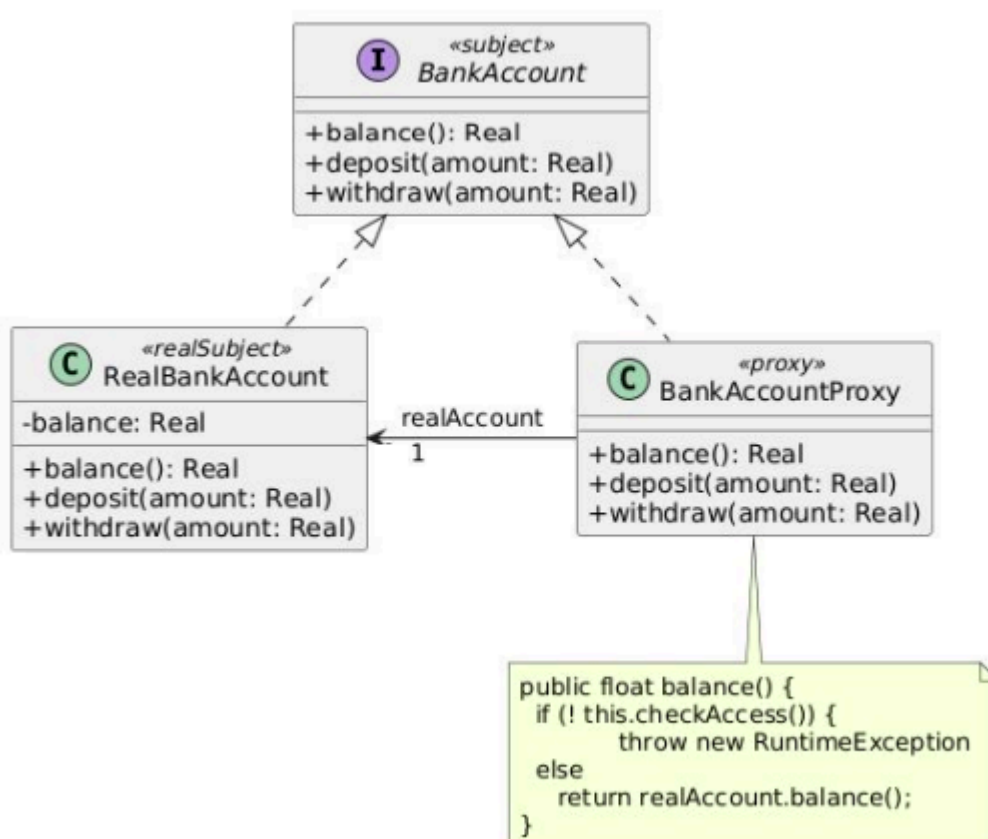 I
«subject»
BankAccount
+balance(): Real
+deposit(amount: Real)
+withdraw(amount: Real)
C
«realSubject»
RealBankAccount
-balance: Real
+balance(): Real
+deposit(amount: Real)
+withdraw(amount: Real)
realAccount
1
C
«proxy»
BankAccountProxy
+balance(): Real
+deposit(amount: Real)
+withdraw(amount: Real)
public float balance() {
if (! this.checkAccess()) {
throw new RuntimeException
else
return realAccount.balance();
}